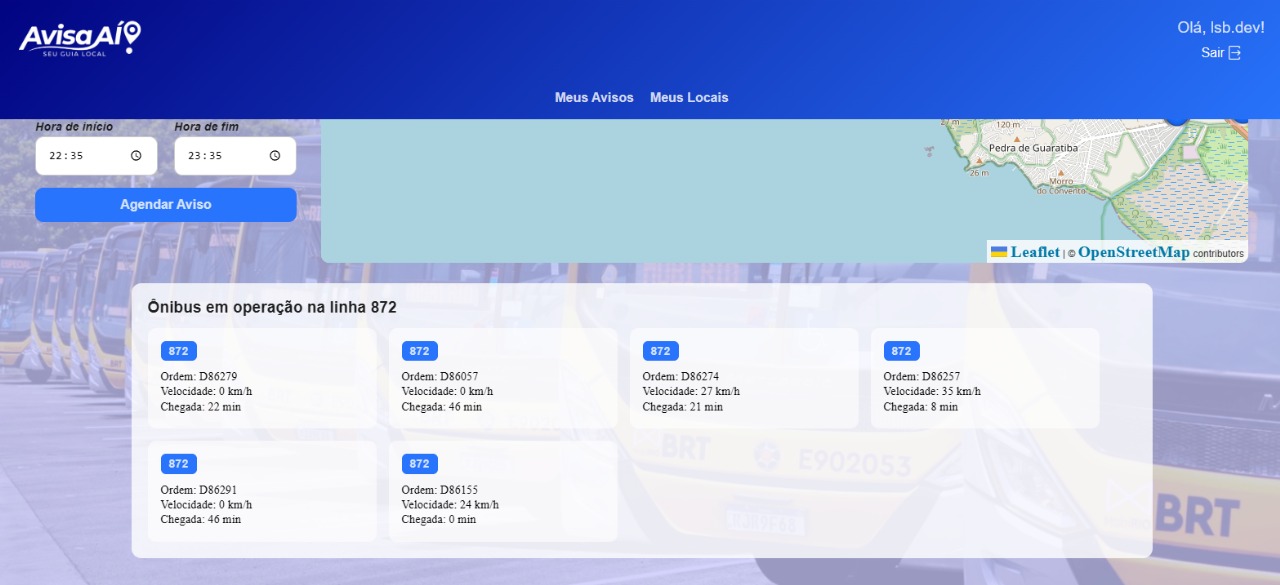 AvisaAí
SEU GUIA LOCAL
Olá, lsb.dev!
Sair
Meus Avisos Meus Locais
Hora de início Hora de fim
22:35 23:35
Agendar Aviso
120 m
Pedra de Guaratiba
26 m
Morro
do Convento
Leaflet | © OpenStreetMap contributors
Ônibus em operação na linha 872
872
Ordem: D86279
Velocidade: 0 km/h
Chegada: 22 min
872
Ordem: D86057
Velocidade: 0 km/h
Chegada: 46 min
872
Ordem: D86274
Velocidade: 27 km/h
Chegada: 21 min
872
Ordem: D86257
Velocidade: 35 km/h
Chegada: 8 min
872
Ordem: D86291
Velocidade: 0 km/h
Chegada: 46 min
872
Ordem: D86155
Velocidade: 24 km/h
Chegada: 0 min
BRT E902053
BRT